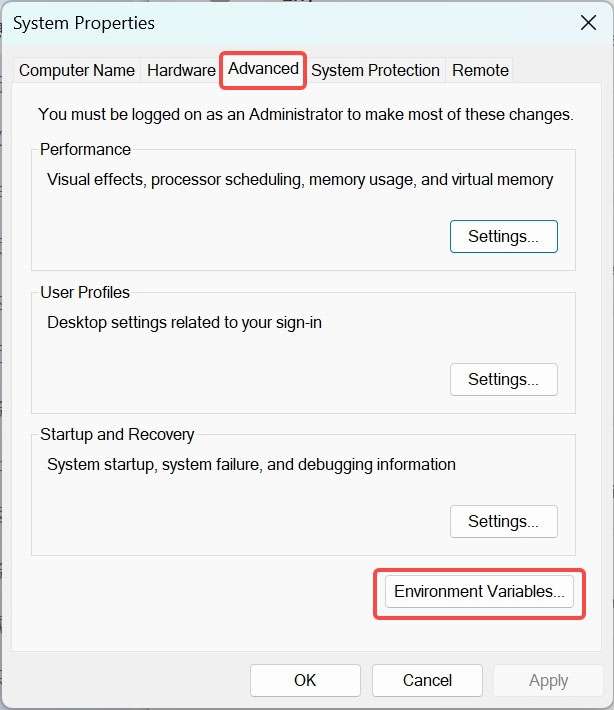 System Properties
Computer Name Hardware Advanced System Protection Remote
You must be logged on as an Administrator to make most of these changes.
Performance
Visual effects, processor scheduling, memory usage, and virtual memory
Settings...
User Profiles
Desktop settings related to your sign-in
Settings...
Startup and Recovery
System startup, system failure, and debugging information
Settings...
Environment Variables...
OK Cancel Apply